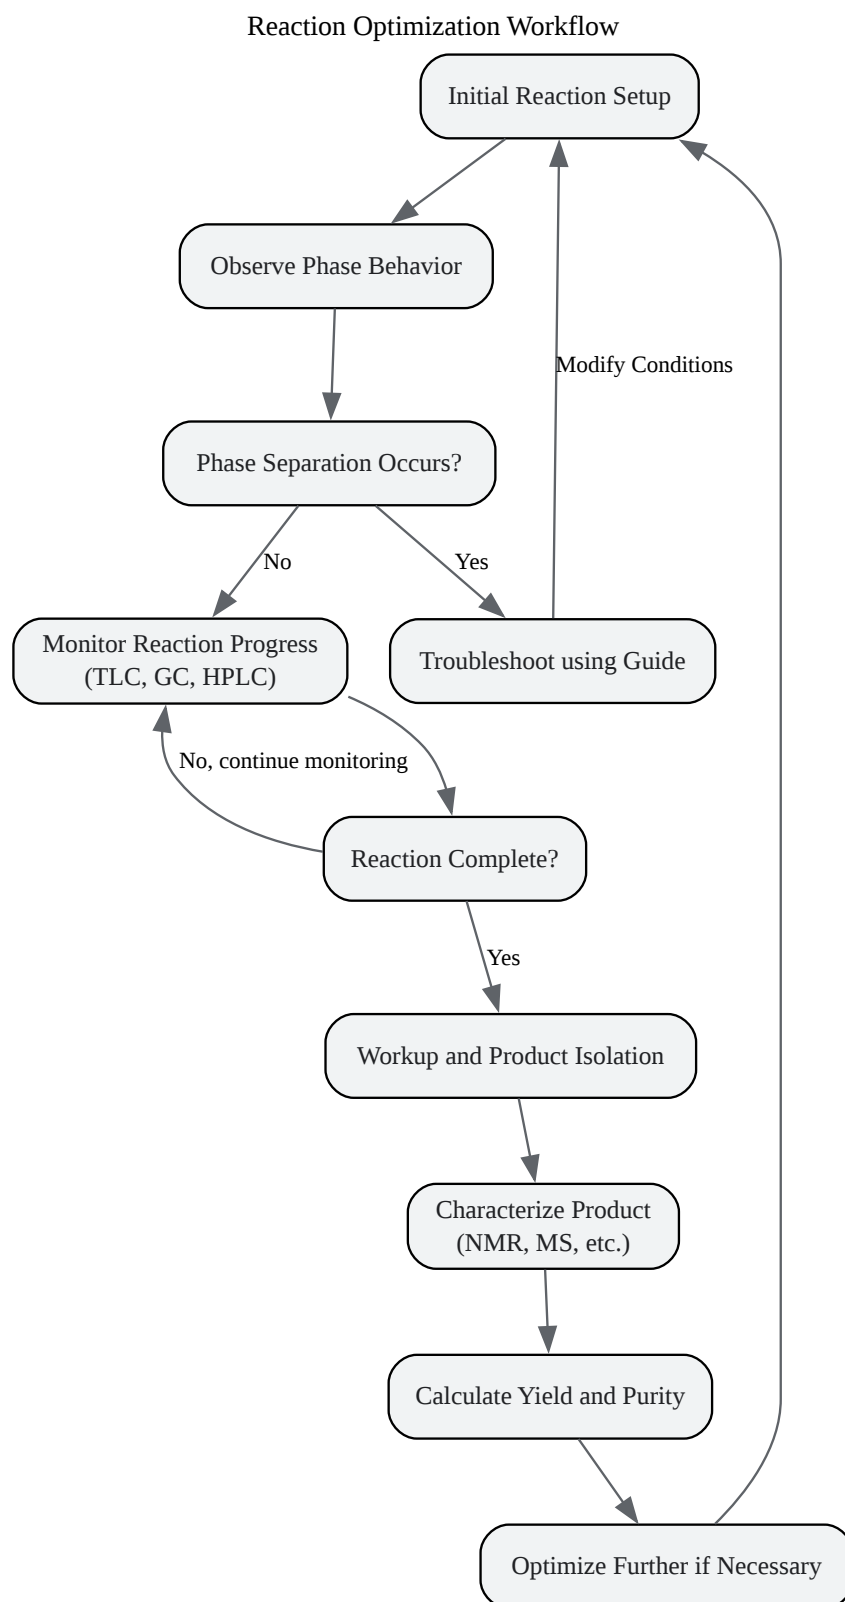 Reaction Optimization Workflow
Initial Reaction Setup
Observe Phase Behavior
Modify Conditions
Phase Separation Occurs?
No
Yes
Monitor Reaction Progress
(TLC, GC, HPLC)
Troubleshoot using Guide
No, continue monitoring
Reaction Complete?
Yes
Workup and Product Isolation
Characterize Product
(NMR, MS, etc.)
Calculate Yield and Purity
Optimize Further if Necessary